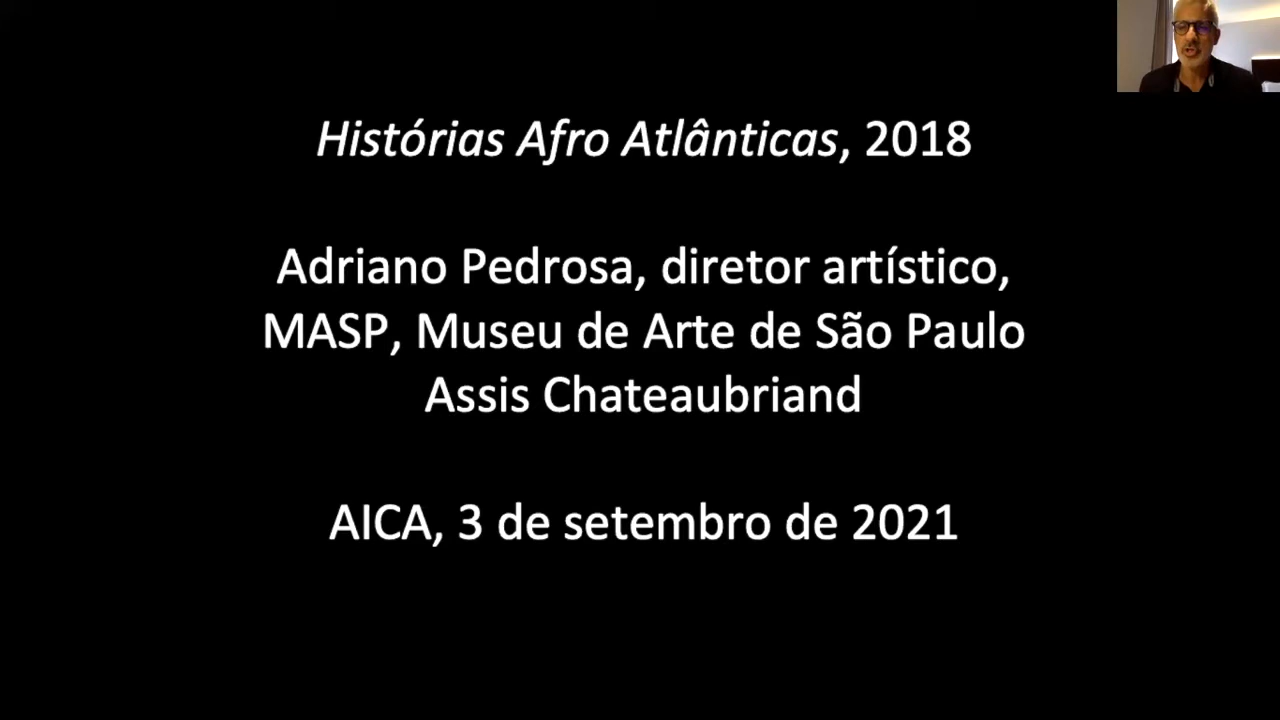 Histórias Afro Atlânticas, 2018
Adriano Pedrosa, diretor artístico,
MASP, Museu de Arte de São Paulo
Assis Chateaubriand
AICA, 3 de setembro de 2021